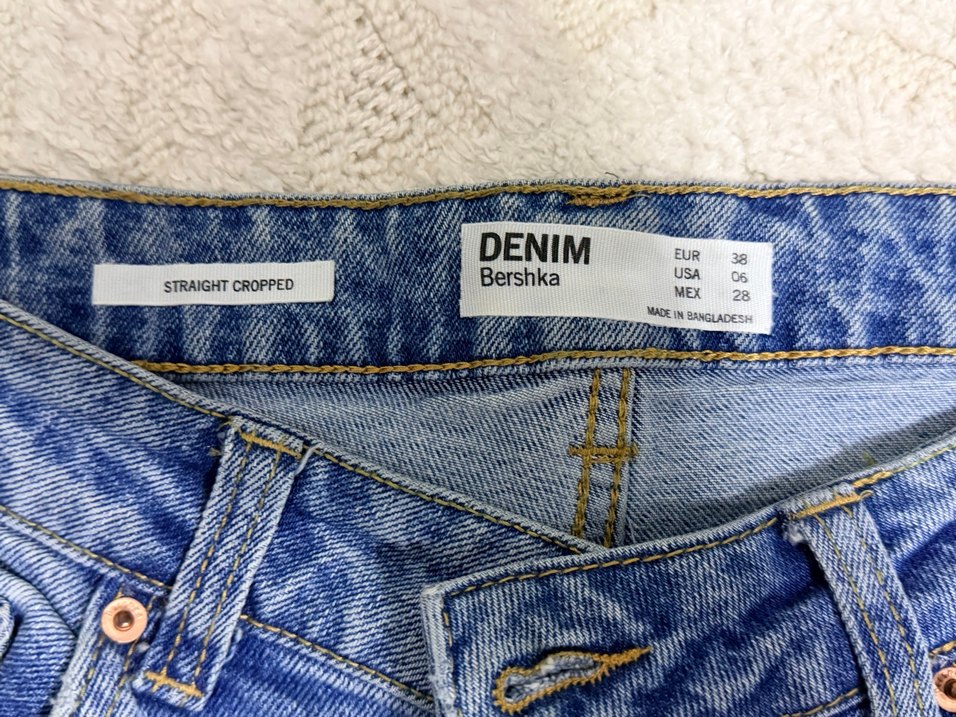 STRAIGHT CROPPED
DENIM
Bershka
EUR 38
USA 06
MEX 28
MADE IN BANGLADESH